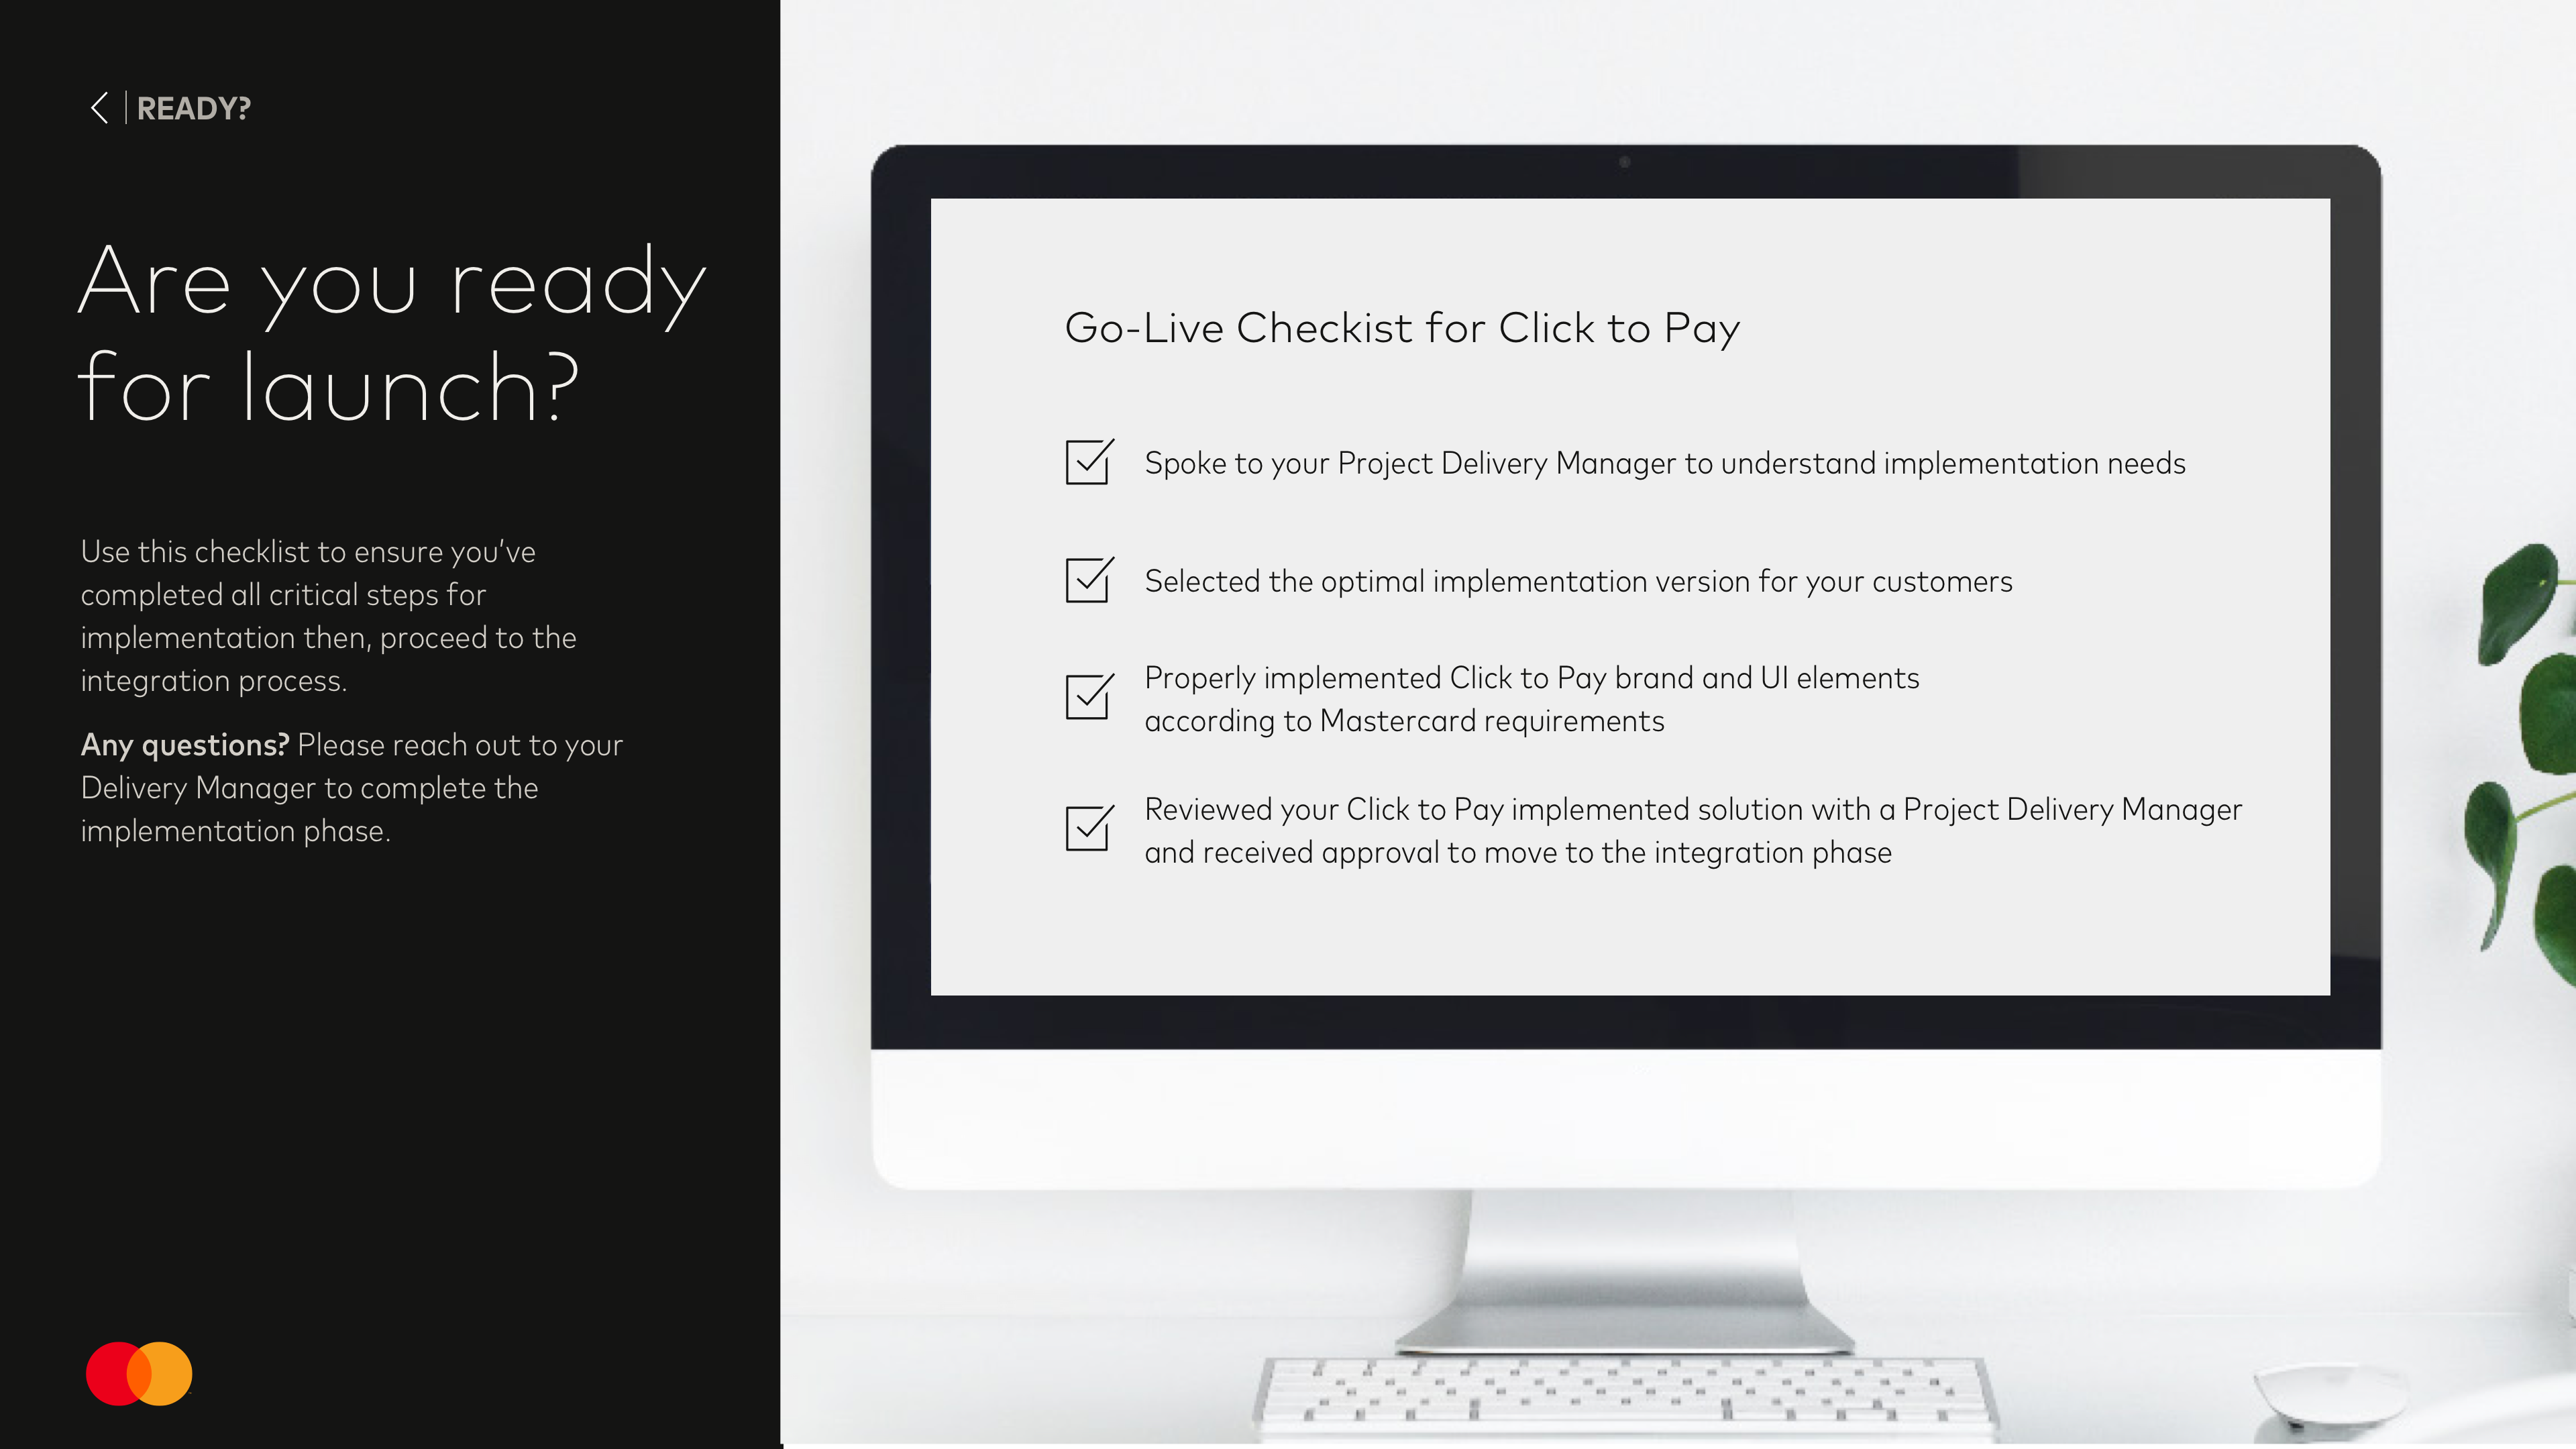 READY?
Are you ready
for launch?
Use this checklist to ensure you’ve
completed all critical steps for
implementation then, proceed to the
integration process.
Any questions? Please reach out to your
Delivery Manager to complete the
implementation phase.
Go-Live Checkist for Click to Pay
Spoke to your Project Delivery Manager to understand implementation needs
Selected the optimal implementation version for your customers
Properly implemented Click to Pay brand and UI elements
according to Mastercard requirements
Reviewed your Click to Pay implemented solution with a Project Delivery Manager
and received approval to move to the integration phase